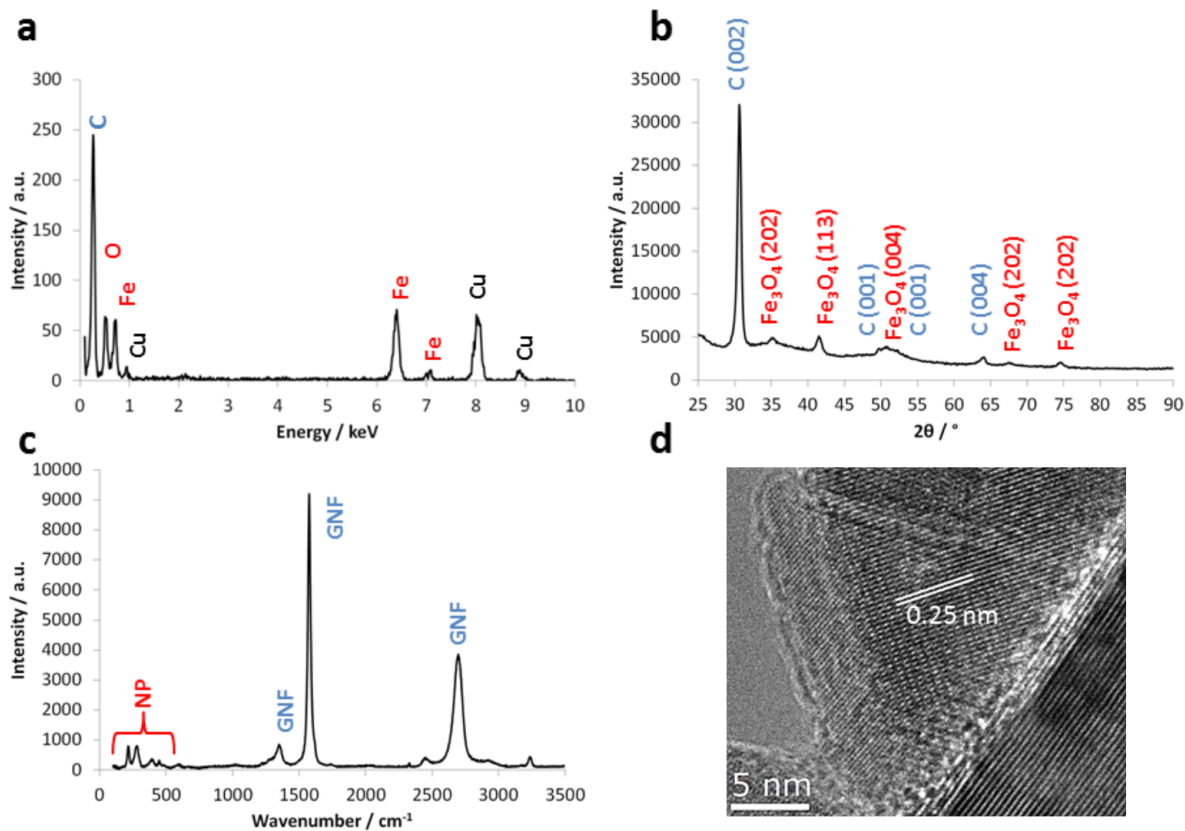 a
300
250
200
150
100
50
0
Intensity / a.u.
C
O
Fe
Cu
Fe
Fe
Cu
Cu
0 1 2 3 4 5 6 7 8 9 10
Energy / keV
b
35000
30000
25000
20000
15000
10000
5000
0
Intensity / a.u.
C (002)
Fe₃O₄ (202)
Fe₃O₄ (113)
C (001)
Fe₃O₄ (004)
C (001)
C (004)
Fe₃O₄ (202)
Fe₃O₄ (202)
25 30 35 40 45 50 55 60 65 70 75 80 85 90
2θ / °
c
10000
9000
8000
7000
6000
5000
4000
3000
2000
1000
0
Intensity / a.u.
NP
GNF
GNF
GNF
0 500 1000 1500 2000 2500 3000 3500
Wavenumber / cm⁻¹
d
0.25 nm
5 nm